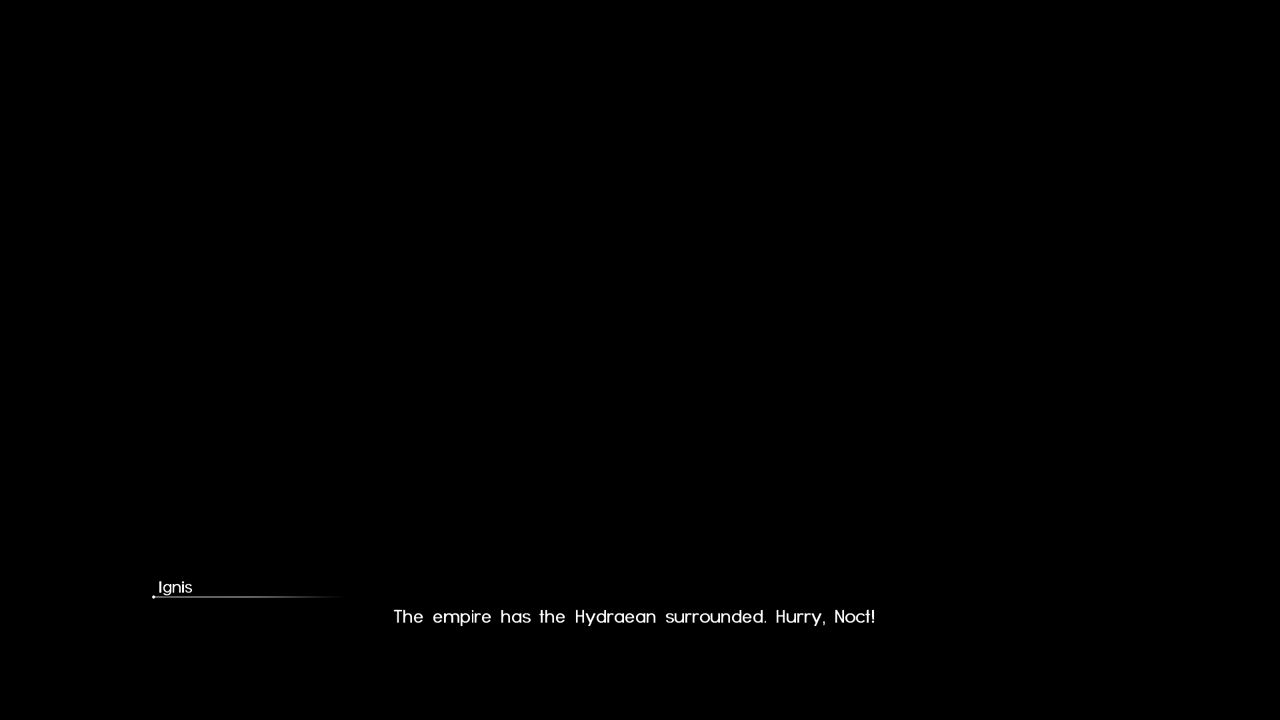 Ignis
The empire has the Hydraean surrounded. Hurry, Noct!